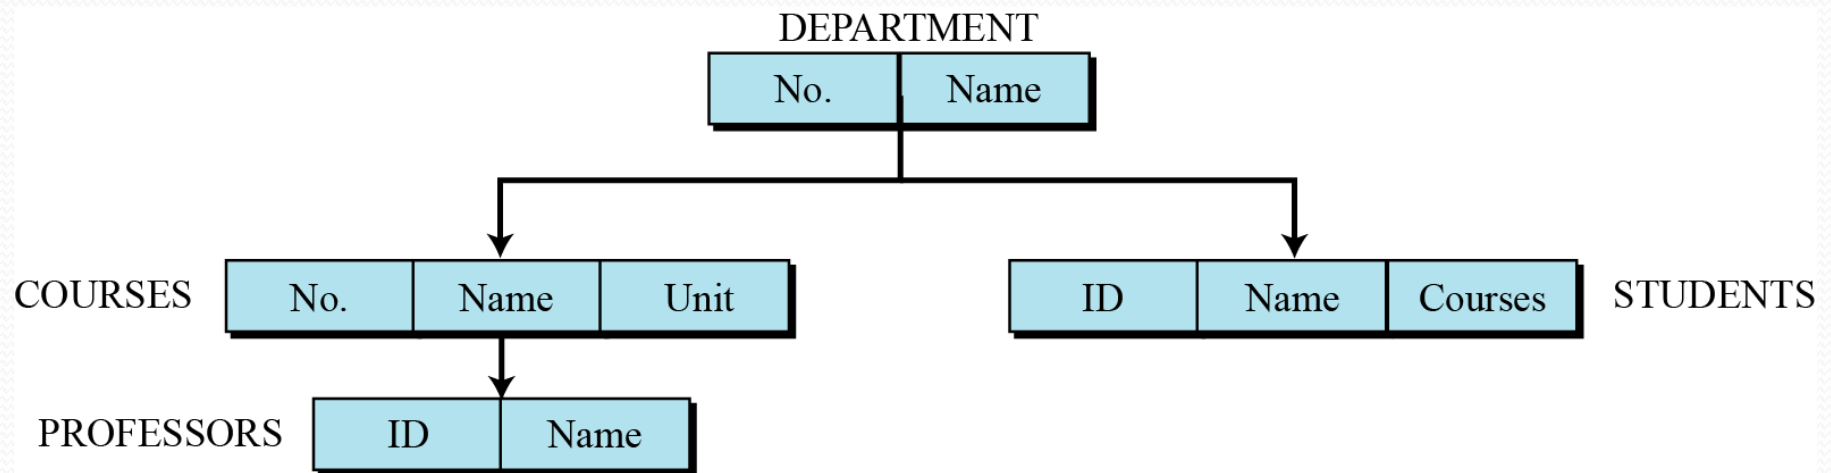 DEPARTMENT
No. Name
COURSES No. Name Unit ID Name Courses STUDENTS
PROFESSORS ID Name